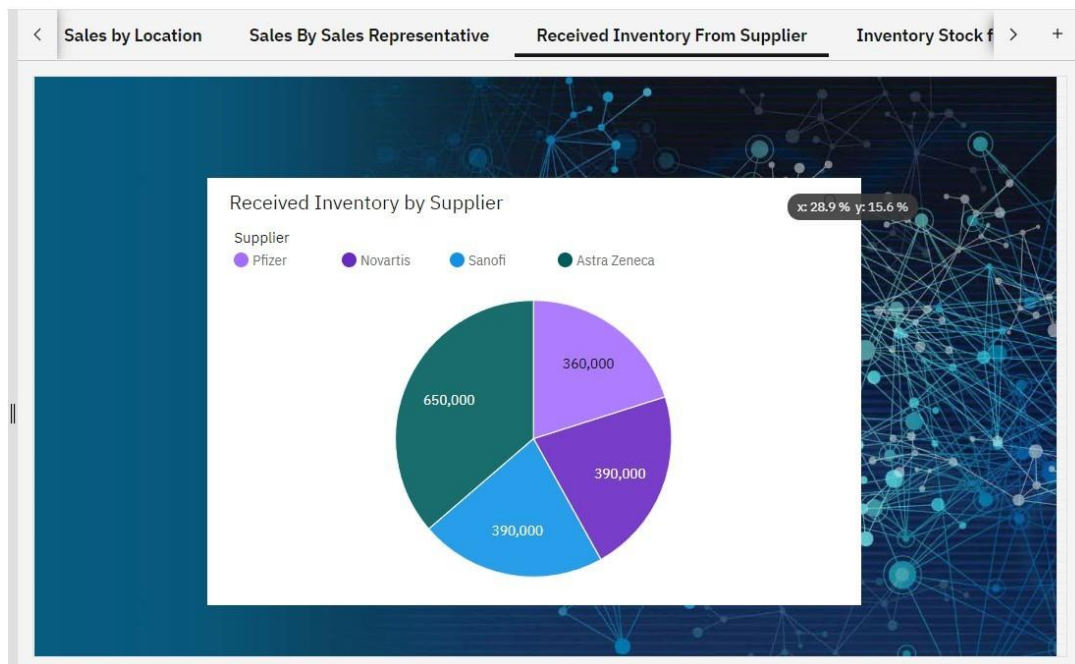 Sales by Location Sales By Sales Representative Received Inventory From Supplier Inventory Stock f
Received Inventory by Supplier
x: 28.9 % y: 15.6 %
Supplier
Pfizer Novartis Sanofi Astra Zeneca
360,000
650,000
390,000
390,000